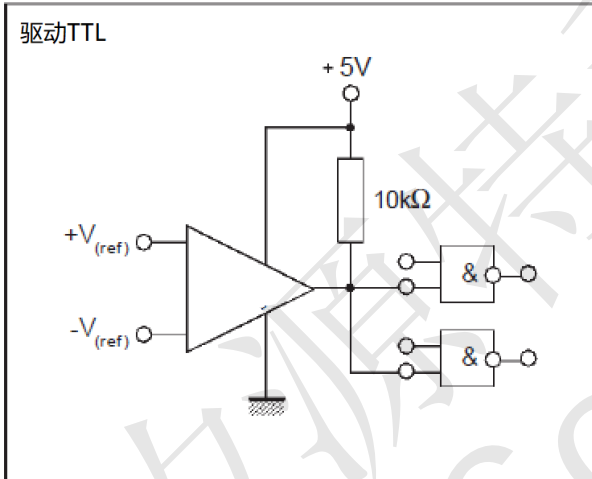 驱动TTL
+ 5V
10kΩ
+V(ref)
-V(ref)
&
&